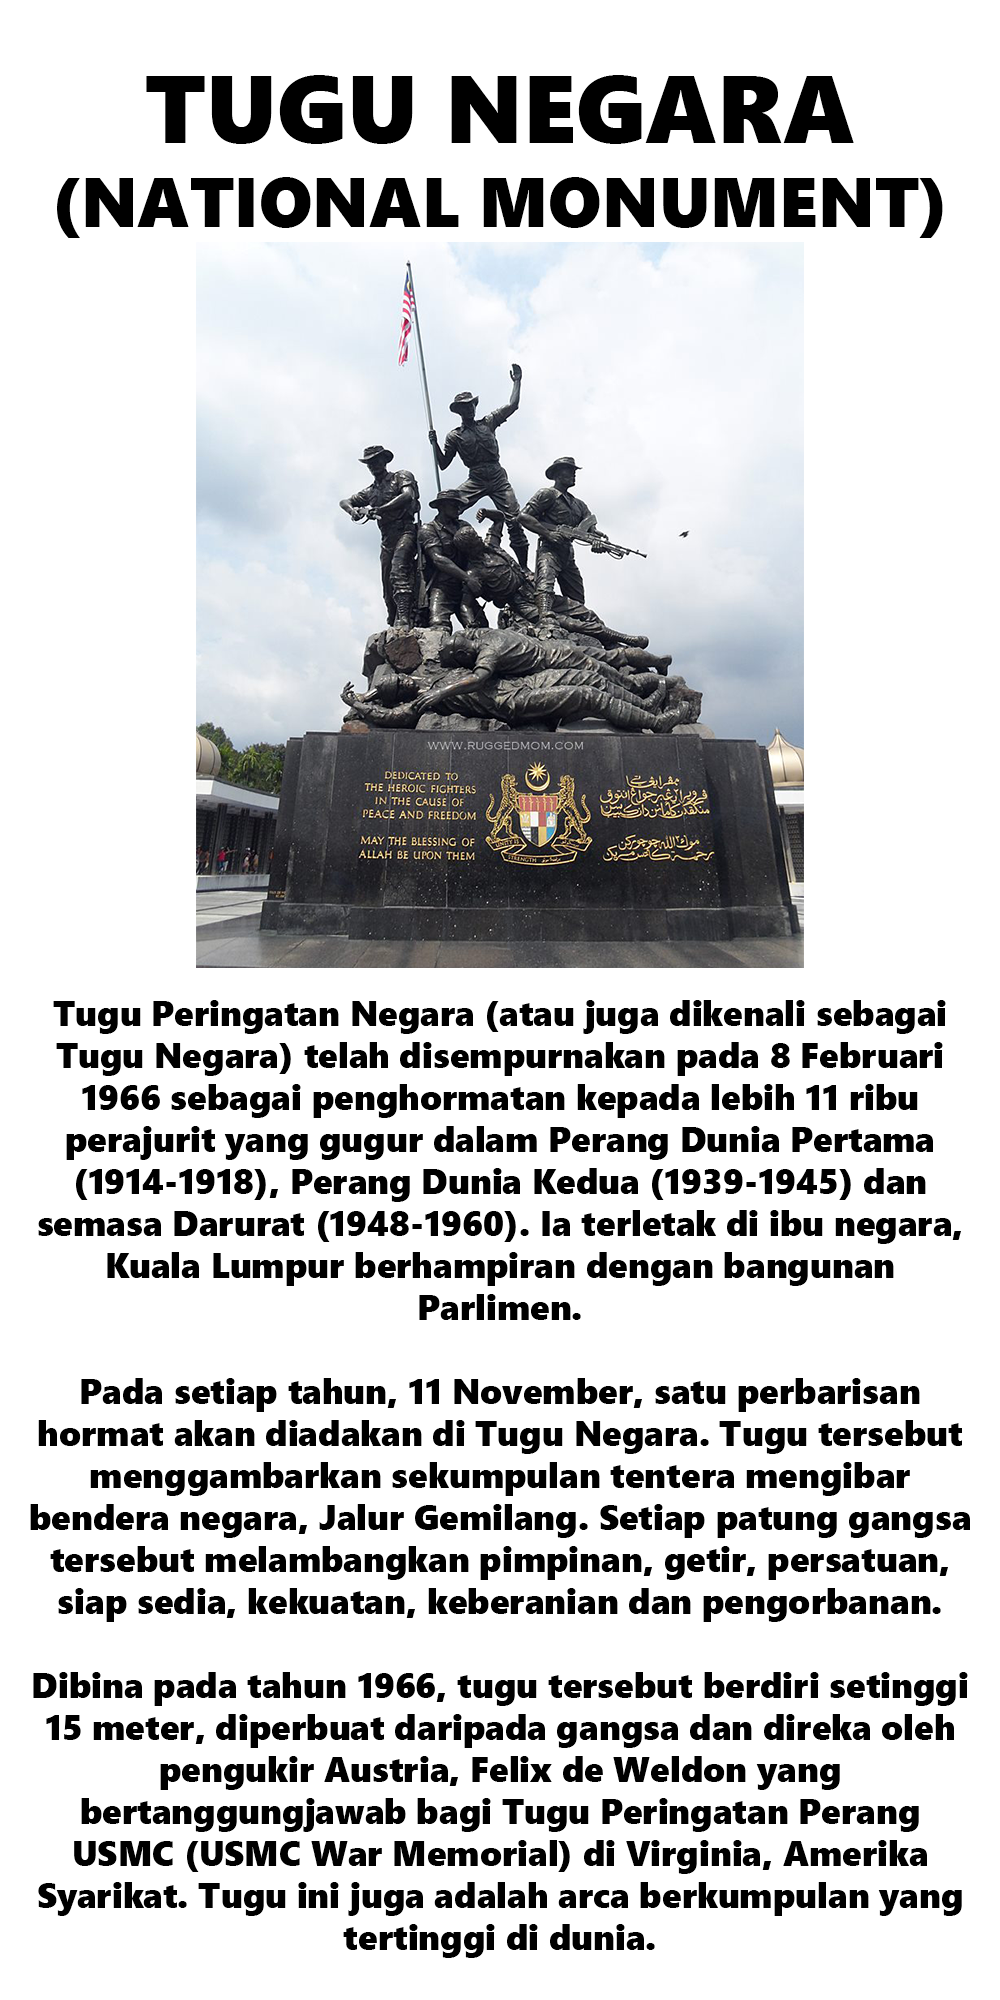 TUGU NEGARA
(NATIONAL MONUMENT)
WWW.RUGGEDMOM.COM
DEDICATED TO
THE HEROIC FIGHTERS
IN THE CAUSE OF
PEACE AND FREEDOM
MAY THE BLESSING OF
ALLAH BE UPON THEM
UNITY IS
STRENGTH
Tugu Peringatan Negara (atau juga dikenali sebagai
Tugu Negara) telah disempurnakan pada 8 Februari
1966 sebagai penghormatan kepada lebih 11 ribu
perajurit yang gugur dalam Perang Dunia Pertama
(1914-1918), Perang Dunia Kedua (1939-1945) dan
semasa Darurat (1948-1960). Ia terletak di ibu negara,
Kuala Lumpur berhampiran dengan bangunan
Parlimen.
Pada setiap tahun, 11 November, satu perbarisan
hormat akan diadakan di Tugu Negara. Tugu tersebut
menggambarkan sekumpulan tentera mengibar
bendera negara, Jalur Gemilang. Setiap patung gangsa
tersebut melambangkan pimpinan, getir, persatuan,
siap sedia, kekuatan, keberanian dan pengorbanan.
Dibina pada tahun 1966, tugu tersebut berdiri setinggi
15 meter, diperbuat daripada gangsa dan direka oleh
pengukir Austria, Felix de Weldon yang
bertanggungjawab bagi Tugu Peringatan Perang
USMC (USMC War Memorial) di Virginia, Amerika
Syarikat. Tugu ini juga adalah arca berkumpulan yang
tertinggi di dunia.